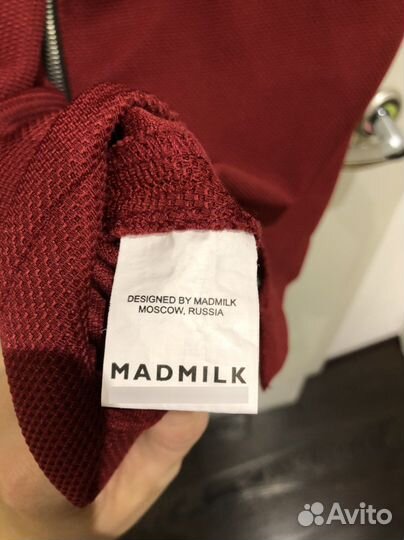 DESIGNED BY MADMILK
MOSCOW, RUSSIA
MADMILK
Avito